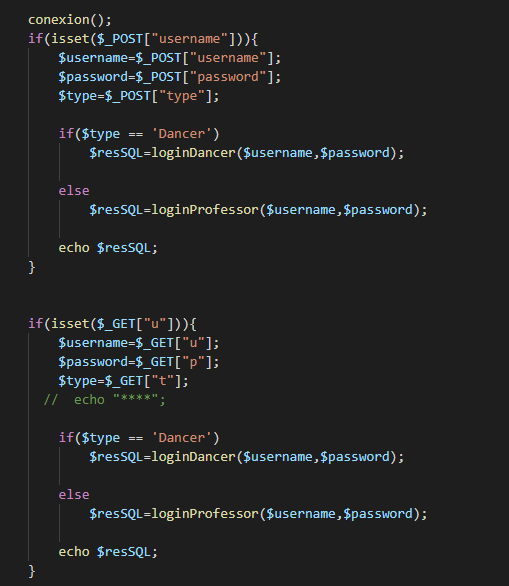 conexion();
if(isset($_POST["username"])){
$username=$_POST["username"];
$password=$_POST["password"];
$type=$_POST["type"];
if($type == 'Dancer')
$resSQL=loginDancer($username,$password);
else
$resSQL=loginProfessor($username,$password);
echo $resSQL;
}
if(isset($_GET["u"])){
$username=$_GET["u"];
$password=$_GET["p"];
$type=$_GET["t"];
//  echo "****";
if($type == 'Dancer')
$resSQL=loginDancer($username,$password);
else
$resSQL=loginProfessor($username,$password);
echo $resSQL;
}